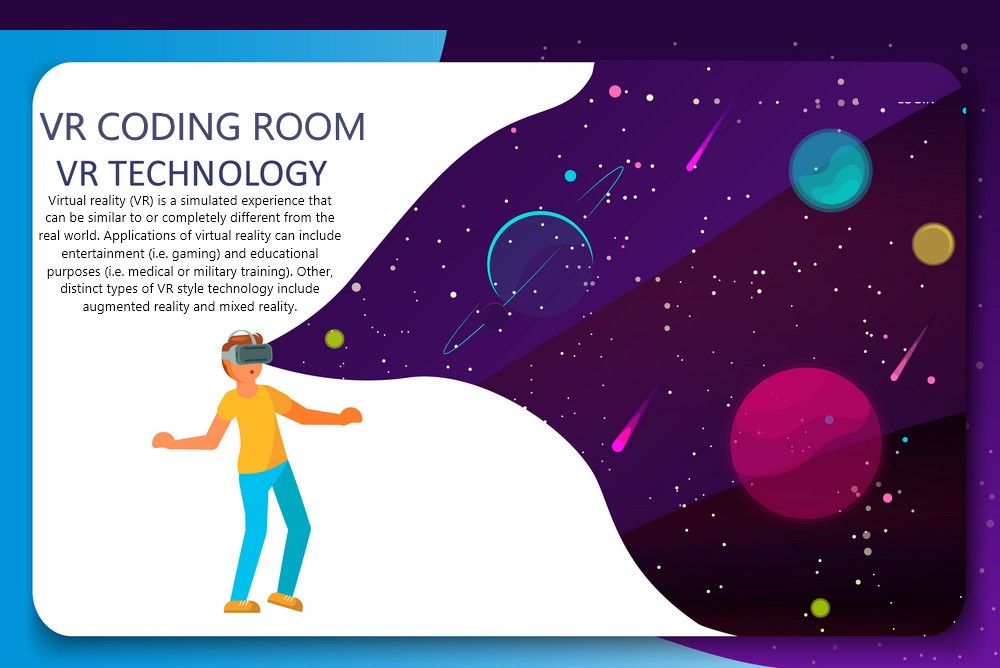 VR CODING ROOM
VR TECHNOLOGY
Virtual reality (VR) is a simulated experience that
can be similar to or completely different from the
real world. Applications of virtual reality can include
entertainment (i.e. gaming) and educational
purposes (i.e. medical or military training). Other,
distinct types of VR style technology include
augmented reality and mixed reality.